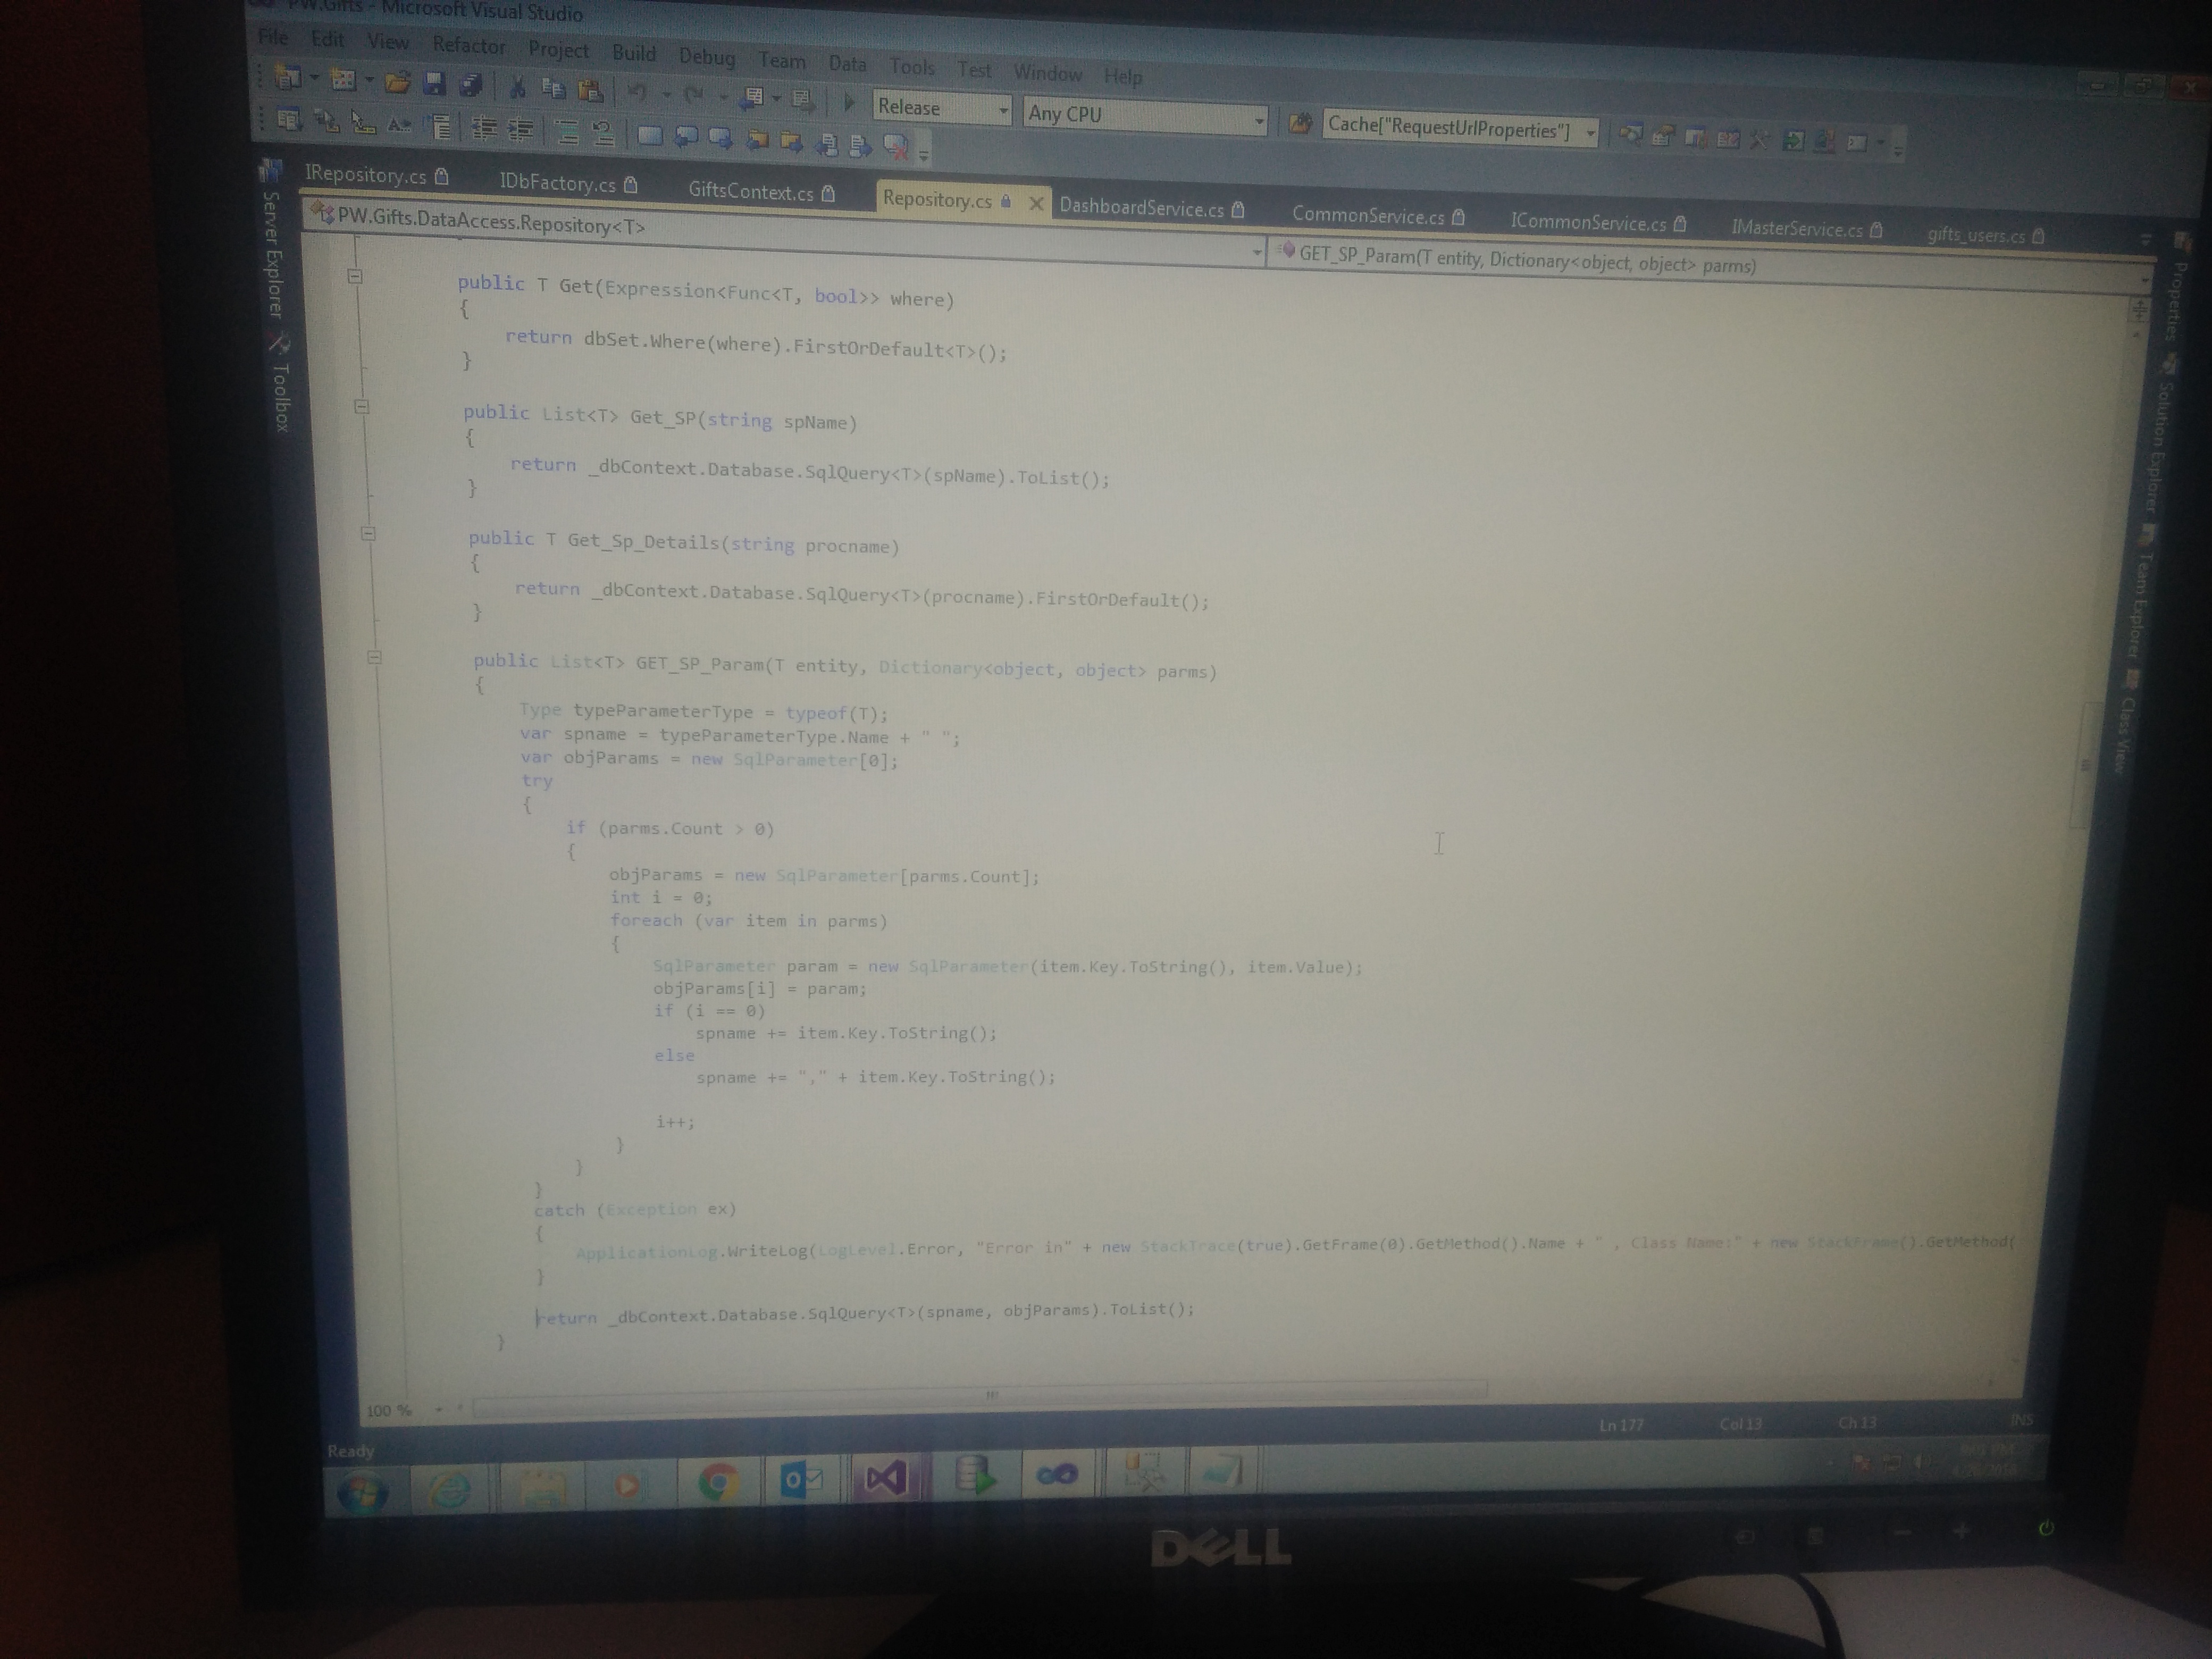 PW.Gifts - Microsoft Visual Studio
File Edit View Refactor Project Build Debug Team Data Tools Test Window Help
Release Any CPU Cache["RequestUrlProperties"]
IRepository.cs IDbFactory.cs GiftsContext.cs Repository.cs DashboardService.cs CommonService.cs ICommonService.cs IMasterService.cs gifts_users.cs
PW.Gifts.DataAccess.Repository<T> GET_SP_Param(T entity, Dictionary<object, object> parms)
Server Explorer Toolbox
public T Get(Expression<Func<T, bool>> where)
{
return dbSet.Where(where).FirstOrDefault<T>();
}
public List<T> Get_SP(string spName)
{
return _dbContext.Database.SqlQuery<T>(spName).ToList();
}
public T Get_Sp_Details(string procname)
{
return _dbContext.Database.SqlQuery<T>(procname).FirstOrDefault();
}
public List<T> GET_SP_Param(T entity, Dictionary<object, object> parms)
{
Type typeParameterType = typeof(T);
var spname = typeParameterType.Name + " ";
var objParams = new SqlParameter[0];
try
{
if (parms.Count > 0)
{
objParams = new SqlParameter[parms.Count];
int i = 0;
foreach (var item in parms)
{
SqlParameter param = new SqlParameter(item.Key.ToString(), item.Value);
objParams[i] = param;
if (i == 0)
spname += item.Key.ToString();
else
spname += "," + item.Key.ToString();
i++;
}
}
}
catch (Exception ex)
{
ApplicationLog.WriteLog(LogLevel.Error, "Error in" + new StackTrace(true).GetFrame(0).GetMethod().Name + " , Class Name:" + new StackFrame().GetMethod(
}
return _dbContext.Database.SqlQuery<T>(spname, objParams).ToList();
}
Properties Solution Explorer Team Explorer Class View
100 %
Ready Ln 177 Col 13 Ch 13 INS
DELL